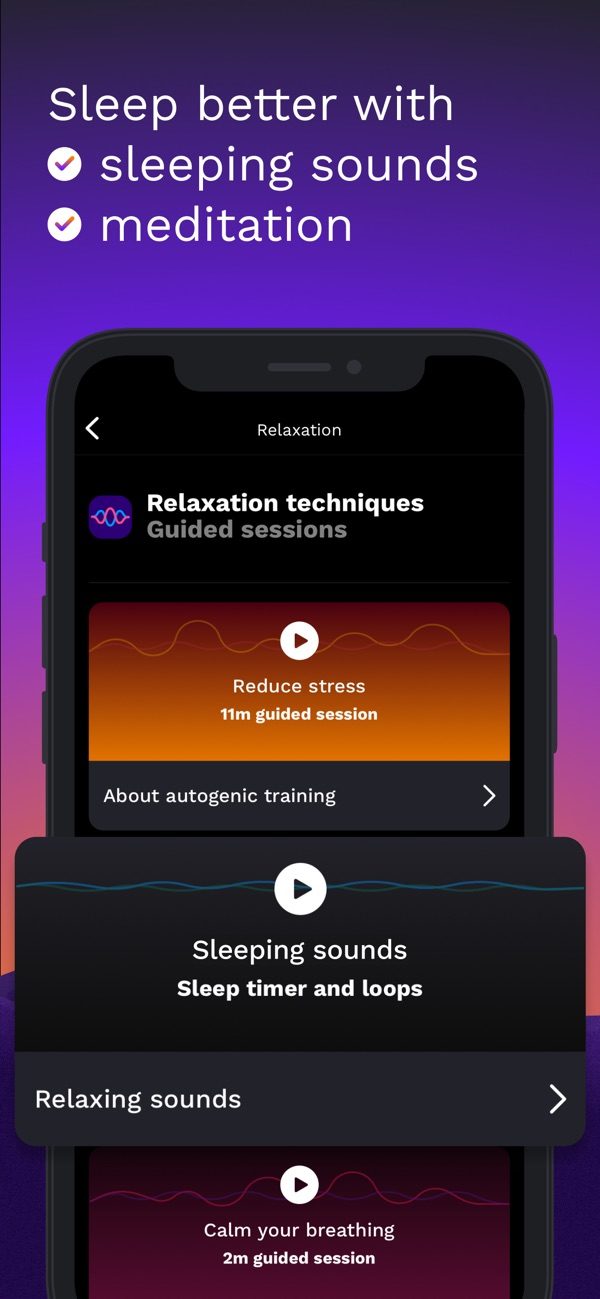 Sleep better with
sleeping sounds
meditation
Relaxation
Relaxation techniques
Guided sessions
Reduce stress
11m guided session
About autogenic training
Sleeping sounds
Sleep timer and loops
Relaxing sounds
Calm your breathing
2m guided session